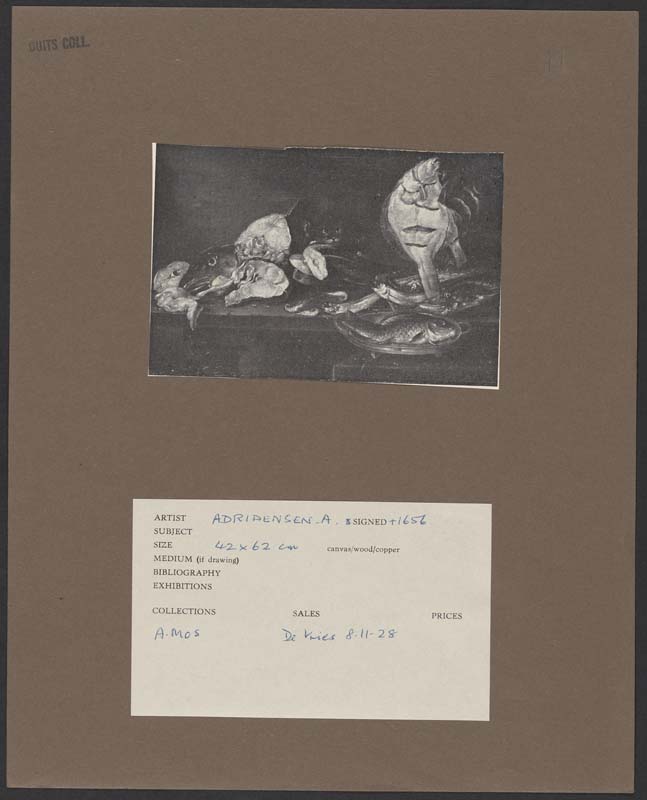 DUITS COLL.
ARTIST ADRIAENSEN. A. & SIGNED + 1656
SUBJECT
SIZE 42 x 62 cm canvas/wood/copper
MEDIUM (if drawing)
BIBLIOGRAPHY
EXHIBITIONS
COLLECTIONS SALES PRICES
A. Mos De Vries 8-11-28